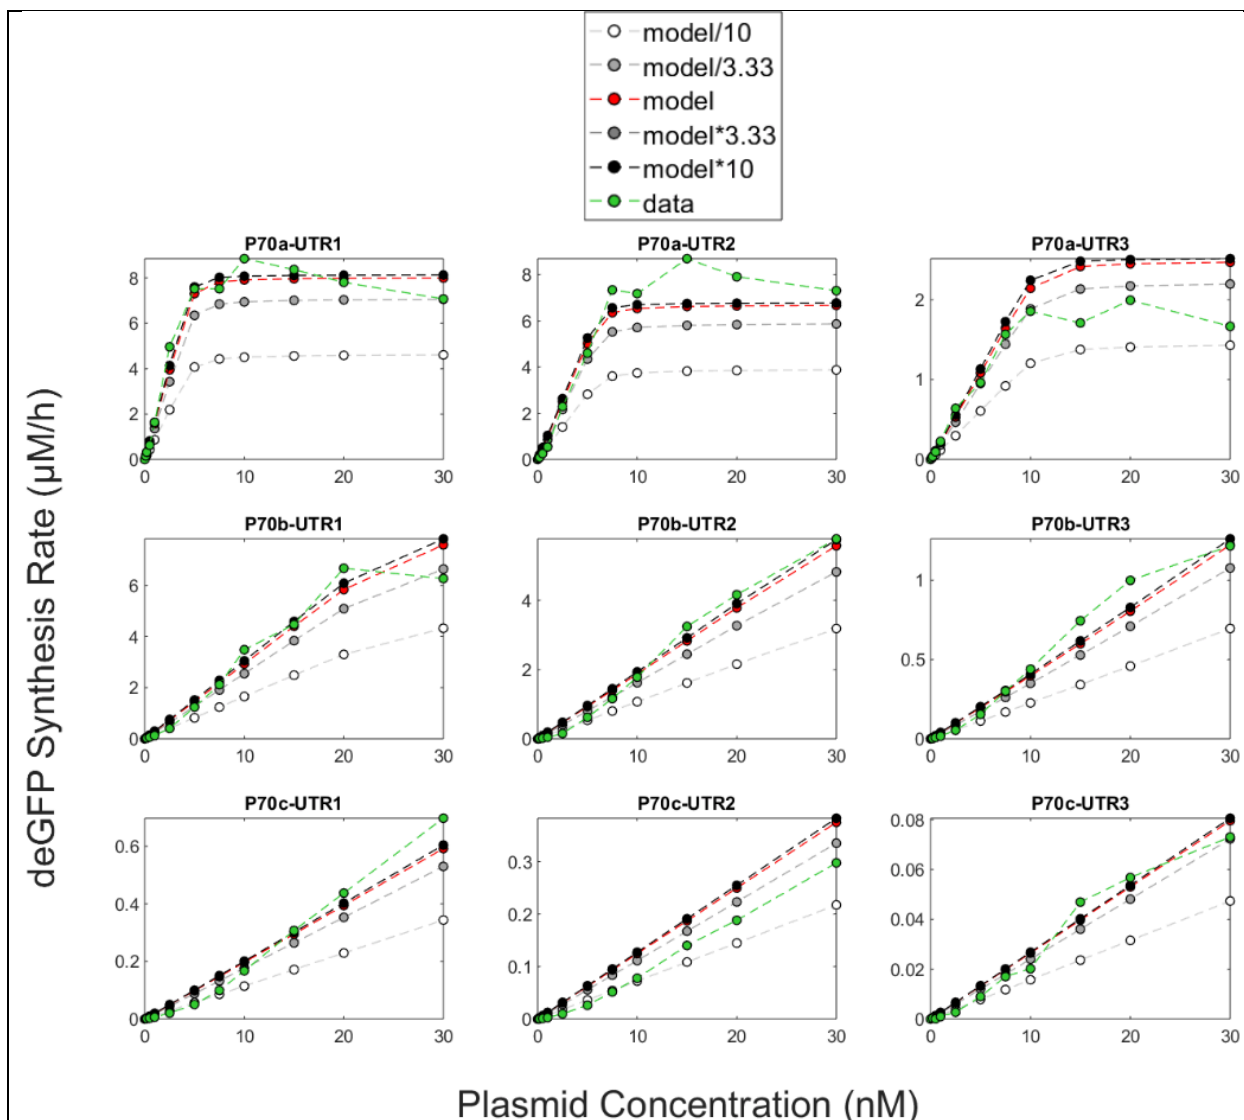 model/10
model/3.33
model
model*3.33
model*10
data
deGFP Synthesis Rate (µM/h)
P70a-UTR1
8
6
4
2
0
0 10 20 30
P70a-UTR2
8
6
4
2
0
0 10 20 30
P70a-UTR3
2
1
0
0 10 20 30
P70b-UTR1
6
4
2
0
0 10 20 30
P70b-UTR2
4
2
0
0 10 20 30
P70b-UTR3
1
0.5
0
0 10 20 30
P70c-UTR1
0.6
0.4
0.2
0
0 10 20 30
P70c-UTR2
0.3
0.2
0.1
0
0 10 20 30
P70c-UTR3
0.08
0.06
0.04
0.02
0
0 10 20 30
Plasmid Concentration (nM)